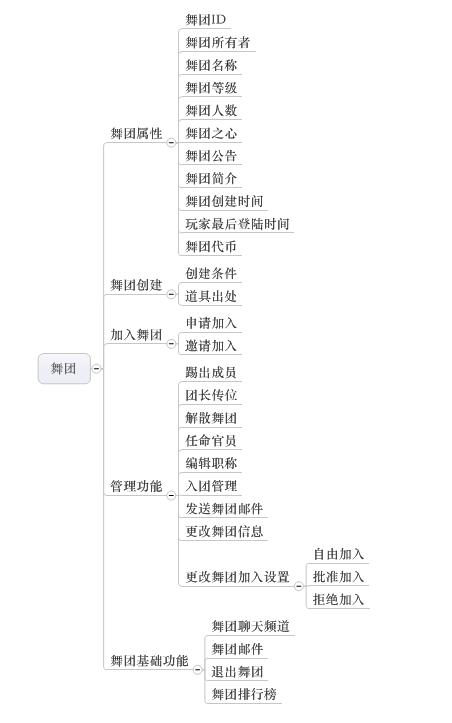 舞团
舞团属性
舞团ID
舞团所有者
舞团名称
舞团等级
舞团人数
舞团之心
舞团公告
舞团简介
舞团创建时间
玩家最后登陆时间
舞团代币
舞团创建
创建条件
道具出处
加入舞团
申请加入
邀请加入
管理功能
踢出成员
团长传位
解散舞团
任命官员
编辑职称
入团管理
发送舞团邮件
更改舞团信息
更改舞团加入设置
自由加入
批准加入
拒绝加入
舞团基础功能
舞团聊天频道
舞团邮件
退出舞团
舞团排行榜